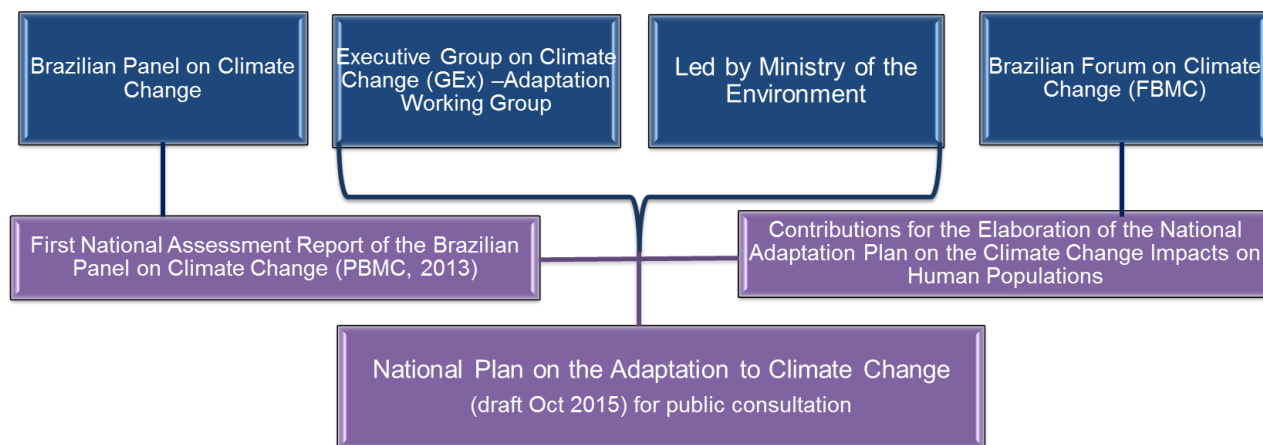 Brazilian Panel on Climate
Change
Executive Group on Climate
Change (GEx) –Adaptation
Working Group
Led by Ministry of the
Environment
Brazilian Forum on Climate
Change (FBMC)
First National Assessment Report of the Brazilian
Panel on Climate Change (PBMC, 2013)
Contributions for the Elaboration of the National
Adaptation Plan on the Climate Change Impacts on
Human Populations
National Plan on the Adaptation to Climate Change
(draft Oct 2015) for public consultation